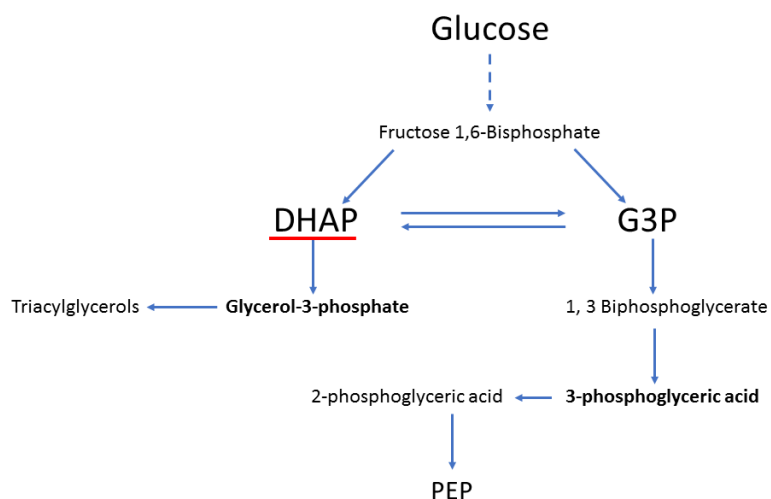 Glucose
Fructose 1,6-Bisphosphate
DHAP
G3P
Triacylglycerols
Glycerol-3-phosphate
1, 3 Biphosphoglycerate
2-phosphoglyceric acid
3-phosphoglyceric acid
PEP